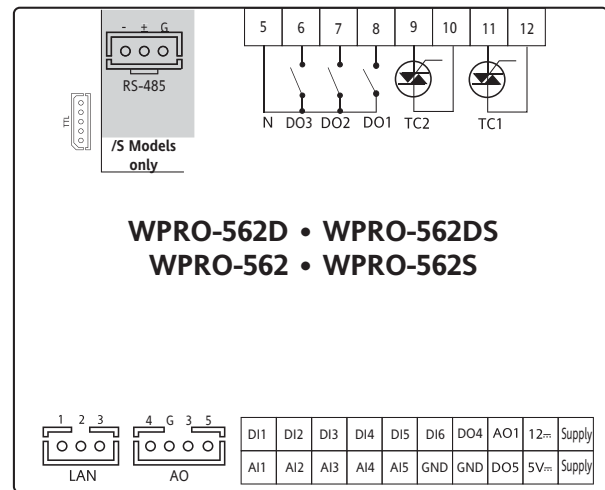 - ± G
RS-485
TTL
/S Models
only
5 6 7 8 9 10 11 12
N DO3 DO2 DO1 TC2 TC1
WPRO-562D • WPRO-562DS
WPRO-562 • WPRO-562S
1 2 3
LAN
4 G 3 5
AO
DI1 DI2 DI3 DI4 DI5 DI6 DO4 AO1 12⎓ Supply
AI1 AI2 AI3 AI4 AI5 GND GND DO5 5V⎓ Supply